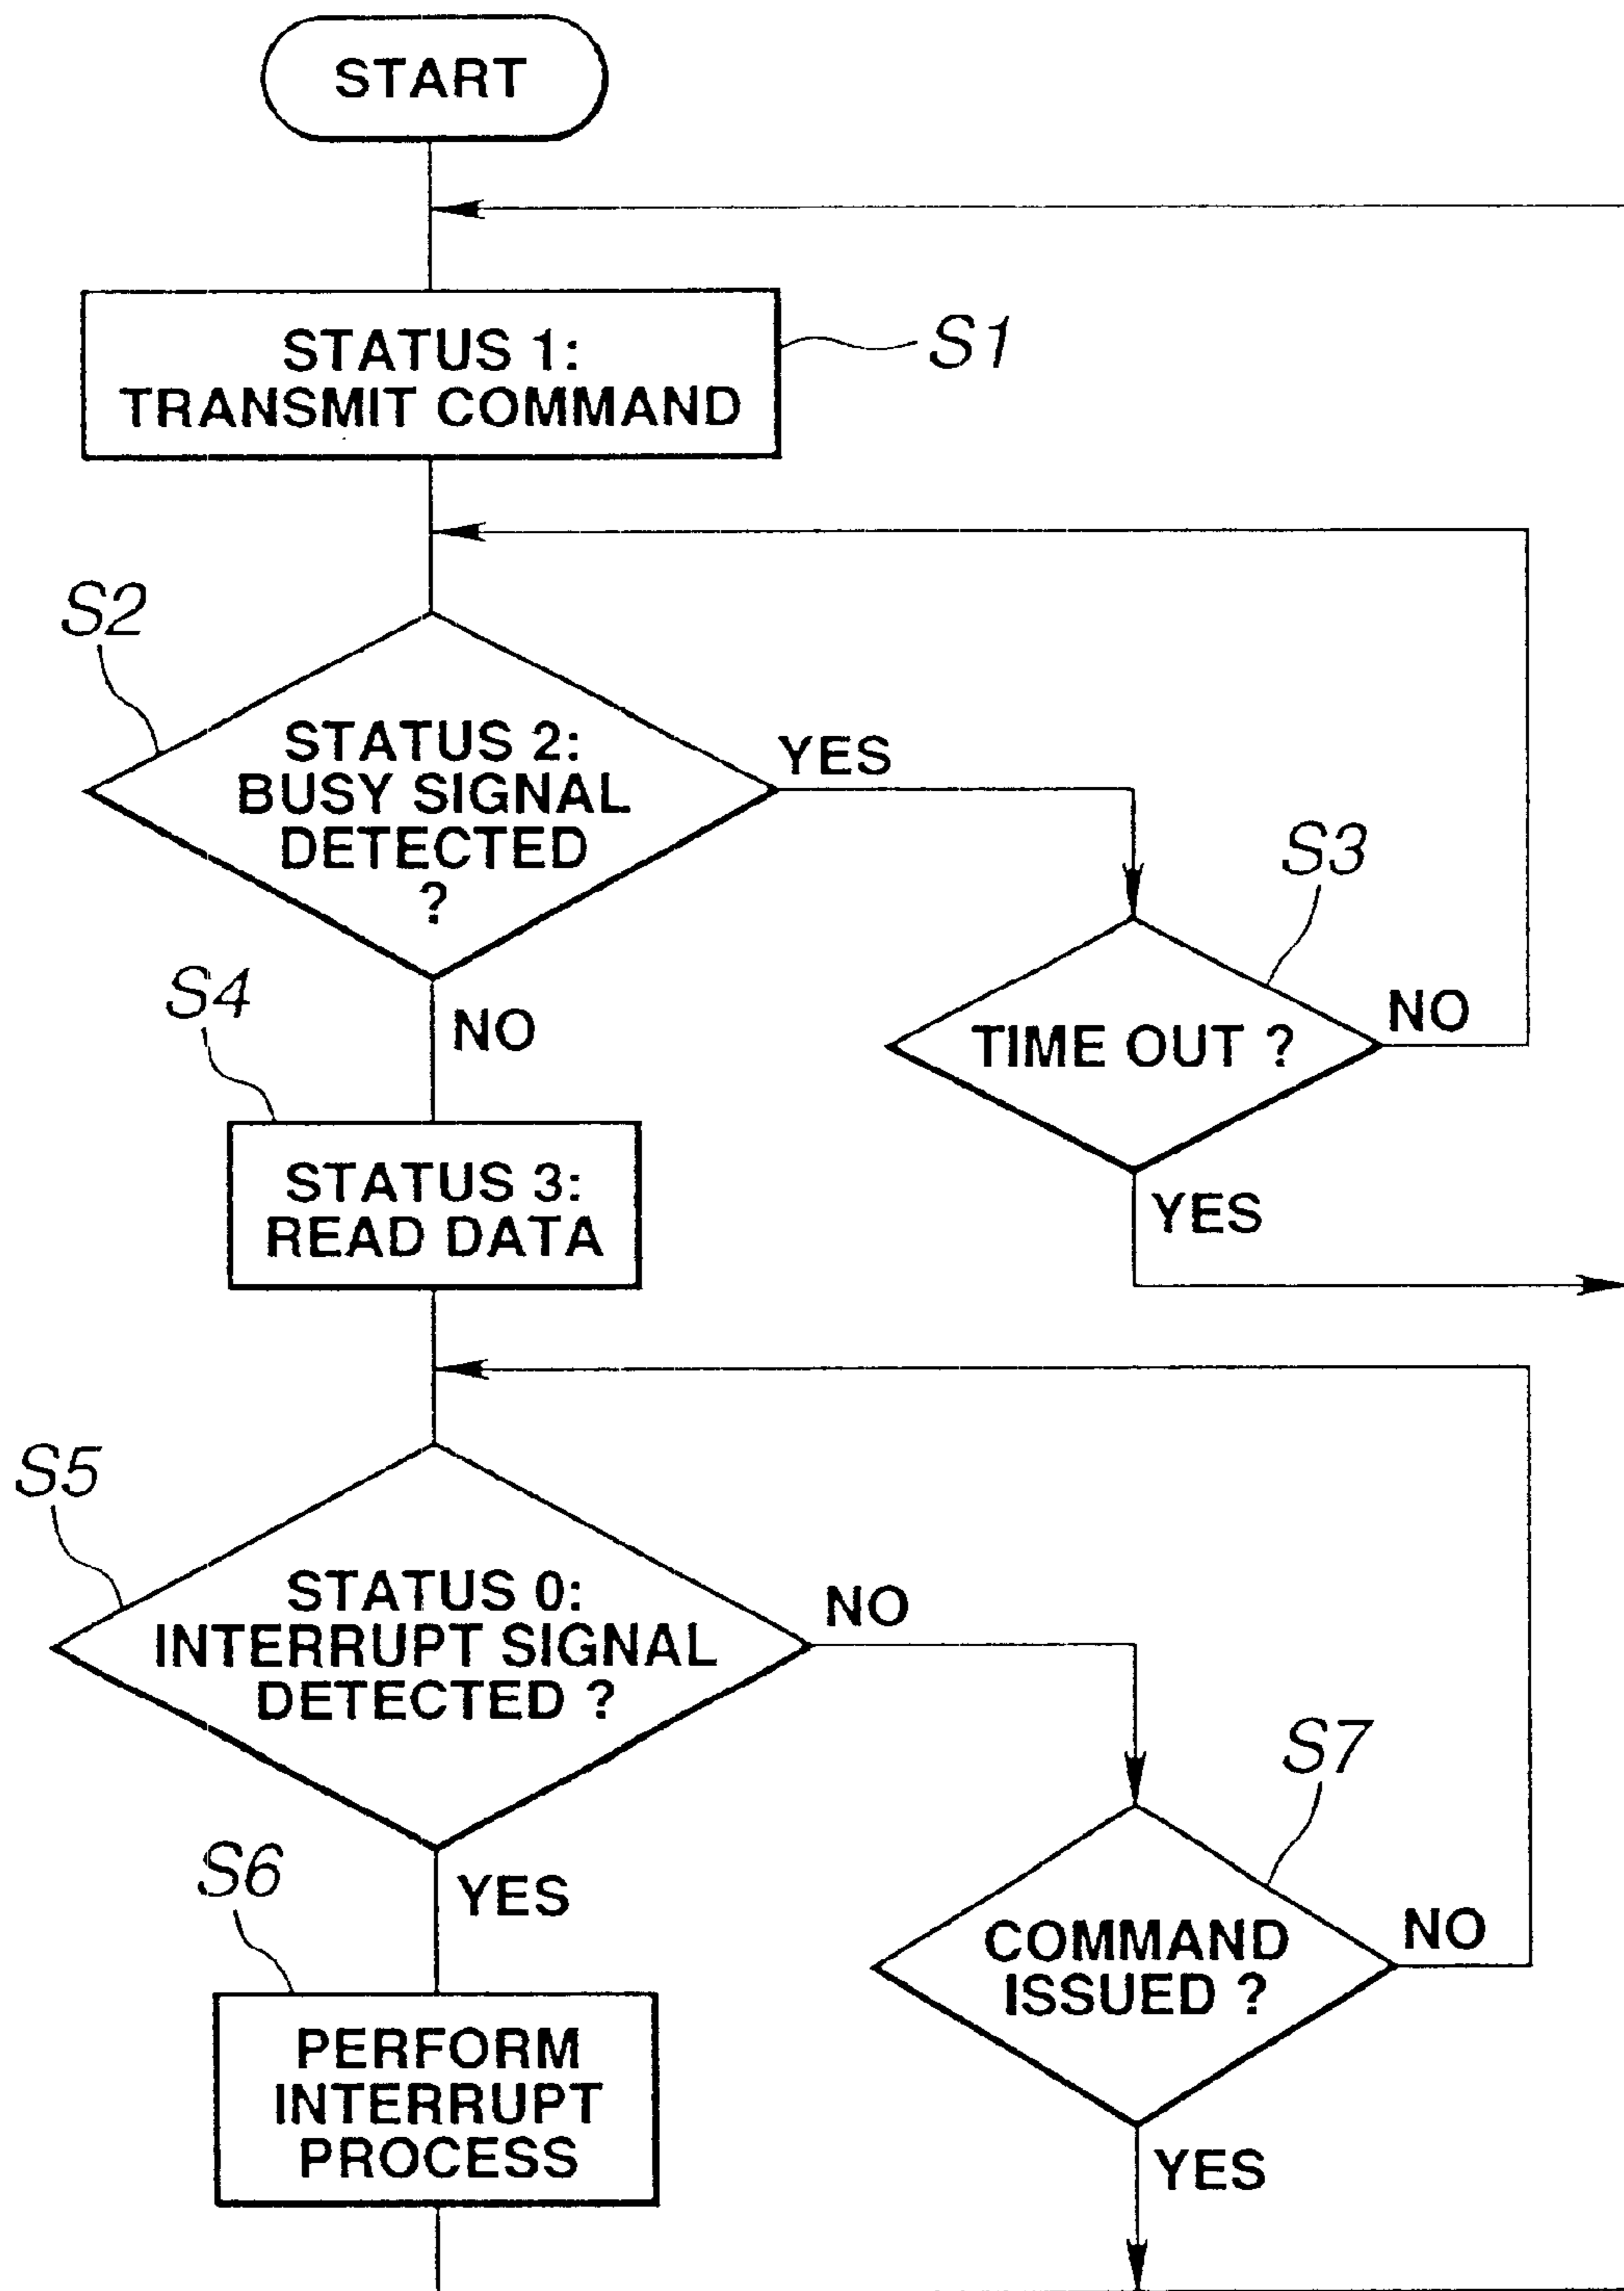 START
STATUS 1:
TRANSMIT COMMAND
S1
S2
STATUS 2:
BUSY SIGNAL
DETECTED
?
YES
S3
TIME OUT ?
NO
YES
NO
S4
STATUS 3:
READ DATA
S5
STATUS 0:
INTERRUPT SIGNAL
DETECTED ?
NO
S7
COMMAND
ISSUED ?
NO
YES
YES
S6
PERFORM
INTERRUPT
PROCESS